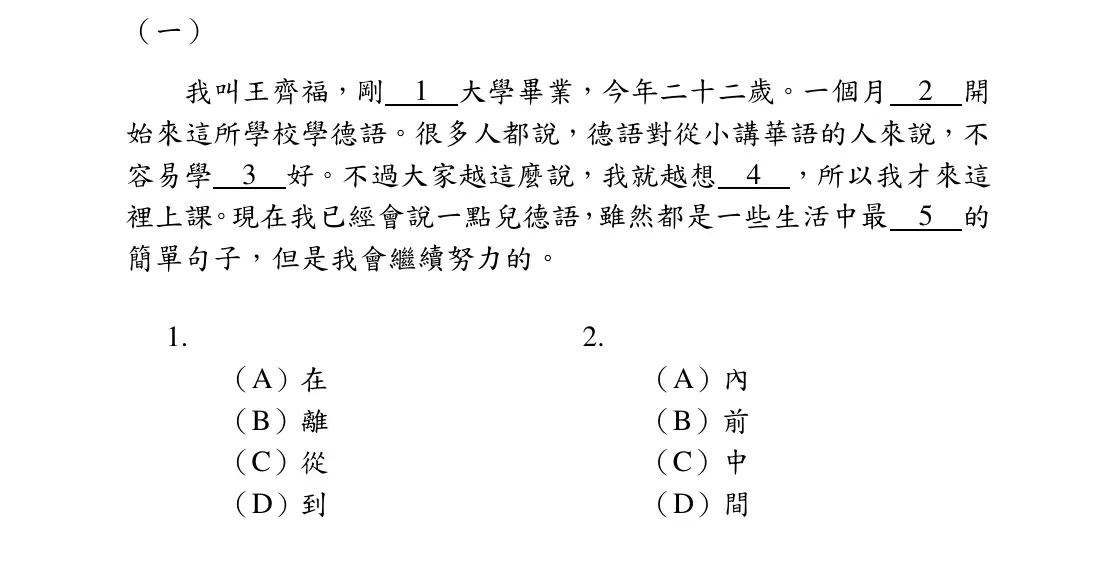 （一）
我叫王齊福，剛 1 大學畢業，今年二十二歲。一個月 2 開
始來這所學校學德語。很多人都說，德語對從小講華語的人來說，不
容易學 3 好。不過大家越這麼說，我就越想 4 ，所以我才來這
裡上課。現在我已經會說一點兒德語，雖然都是一些生活中最 5 的
簡單句子，但是我會繼續努力的。
1. 2.
（A）在 （A）內
（B）離 （B）前
（C）從 （C）中
（D）到 （D）間